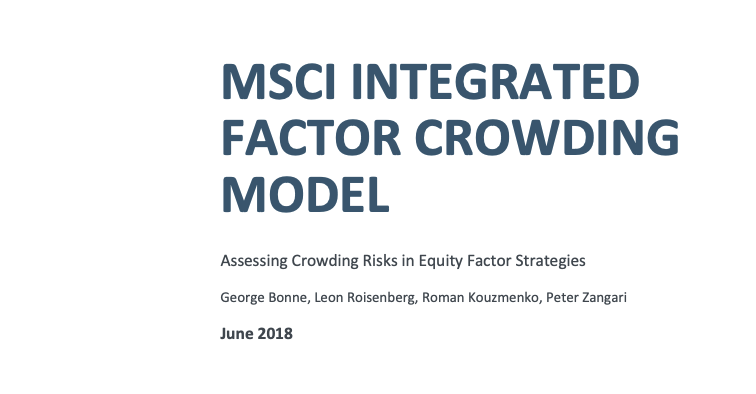 MSCI INTEGRATED
FACTOR CROWDING
MODEL
Assessing Crowding Risks in Equity Factor Strategies
George Bonne, Leon Roisenberg, Roman Kouzmenko, Peter Zangari
June 2018